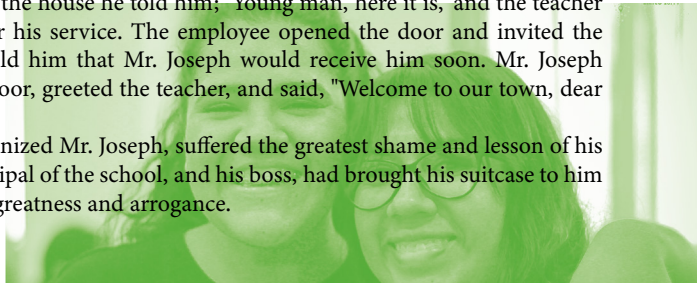 the house he told him; "Young man, here it is," and the teacher
r his service. The employee opened the door and invited the
ld him that Mr. Joseph would receive him soon. Mr. Joseph
oor, greeted the teacher, and said, "Welcome to our town, dear
nized Mr. Joseph, suffered the greatest shame and lesson of his
ipal of the school, and his boss, had brought his suitcase to him
greatness and arrogance.